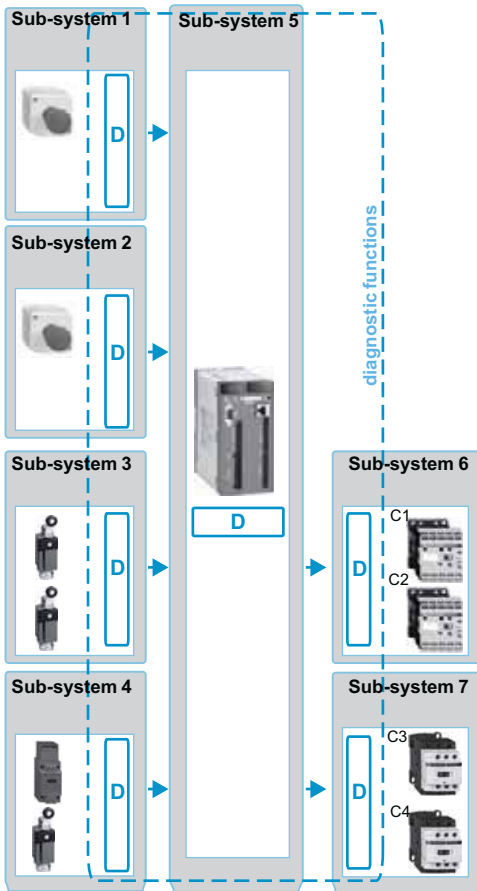 Sub-system 1
D
Sub-system 2
D
Sub-system 3
D
Sub-system 4
D
Sub-system 5
D
diagnostic functions
Sub-system 6
D
C1
C2
Sub-system 7
D
C3
C4